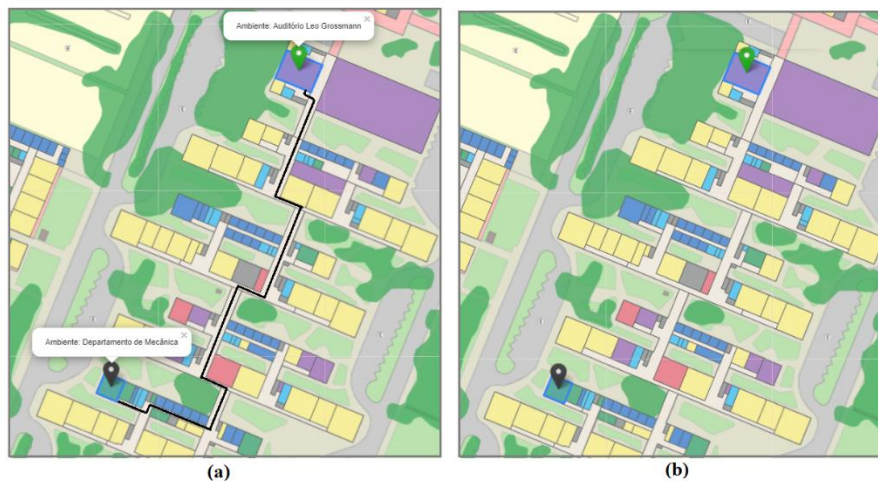 Ambiente: Auditório Leo Grossmann
Ambiente: Departamento de Mecânica
(a)
(b)